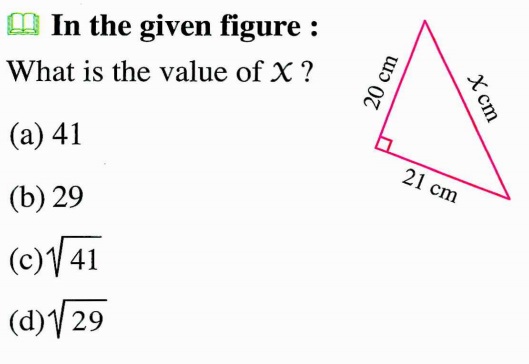 In the given figure :
What is the value of x ?
20 cm
x cm
21 cm
(a) 41
(b) 29
(c) √41
(d) √29